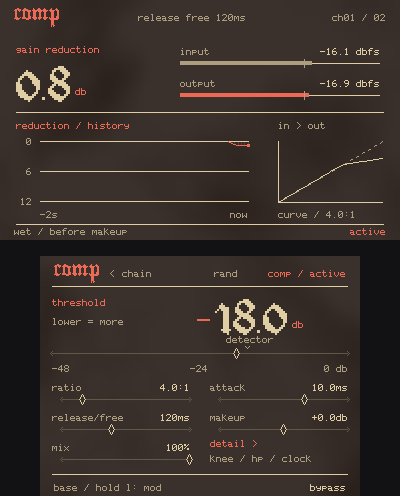 comp release free 120ms ch01 / 02
gain reduction
0.8 db
input -16.1 dbfs
output -16.9 dbfs
reduction / history
0
6
12
-2s now
in > out
curve / 4.0:1
wet / before makeup active
comp < chain rand comp / active
threshold
lower = more
-18.0 db
detector
-48 -24 0 db
ratio 4.0:1 attack 10.0ms
release/free 120ms makeup +0.0db
mix 100% detail >
knee / hp / clock
base / hold l: mod bypass